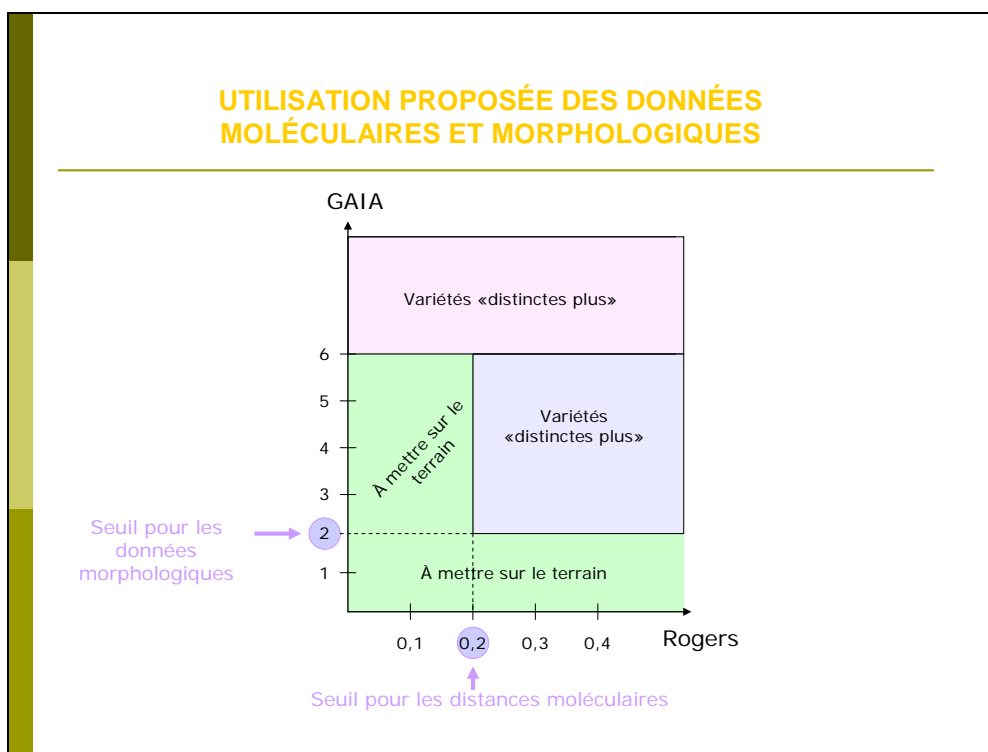 UTILISATION PROPOSÉE DES DONNÉES
MOLÉCULAIRES ET MORPHOLOGIQUES
GAIA
Variétés «distinctes plus»
6
5
4
3
2
1
Variétés
«distinctes plus»
À mettre sur le
terrain
Seuil pour les
données
morphologiques
À mettre sur le terrain
0,1
0,2
0,3
0,4
Rogers
Seuil pour les distances moléculaires